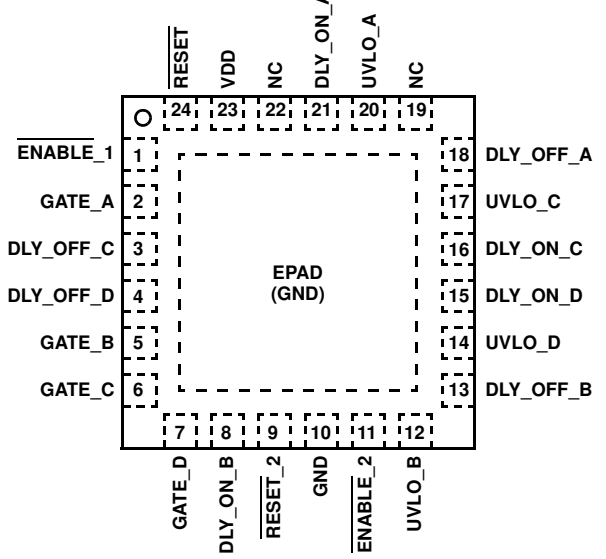 RESET
VDD
NC
DLY_ON_A
UVLO_A
NC
24 23 22 21 20 19
ENABLE_1 1
GATE_A 2
DLY_OFF_C 3
DLY_OFF_D 4
GATE_B 5
GATE_C 6
EPAD
(GND)
18 DLY_OFF_A
17 UVLO_C
16 DLY_ON_C
15 DLY_ON_D
14 UVLO_D
13 DLY_OFF_B
7 8 9 10 11 12
GATE_D
DLY_ON_B
RESET_2
GND
ENABLE_2
UVLO_B